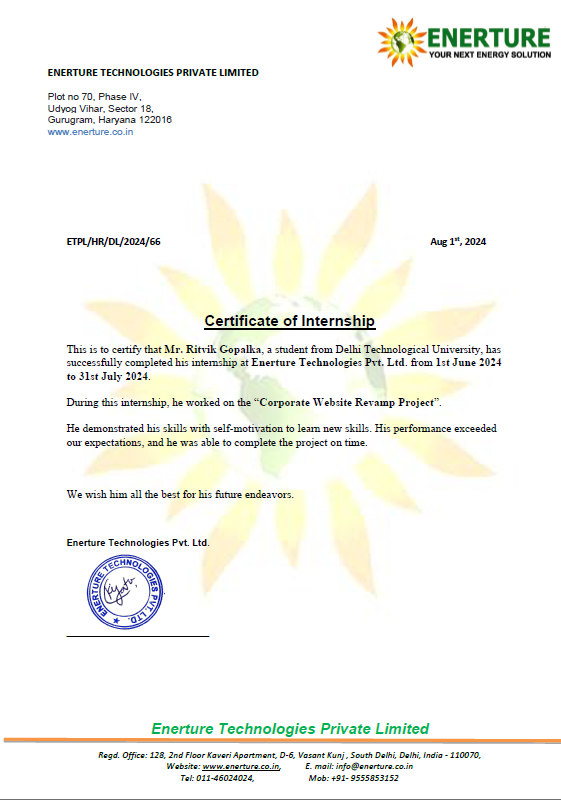 ENERTURE
YOUR NEXT ENERGY SOLUTION
ENERTURE TECHNOLOGIES PRIVATE LIMITED
Plot no 70, Phase IV,
Udyog Vihar, Sector 18,
Gurugram, Haryana 122016
www.enerture.co.in
ETPL/HR/DL/2024/66 Aug 1st, 2024
Certificate of Internship
This is to certify that Mr. Ritvik Gopalka, a student from Delhi Technological University, has
successfully completed his internship at Enerture Technologies Pvt. Ltd. from 1st June 2024
to 31st July 2024.
During this internship, he worked on the “Corporate Website Revamp Project”.
He demonstrated his skills with self-motivation to learn new skills. His performance exceeded
our expectations, and he was able to complete the project on time.
We wish him all the best for his future endeavors.
Enerture Technologies Pvt. Ltd.
ENERTURE TECHNOLOGIES PVT. LTD.
Enerture Technologies Private Limited
Regd. Office: 128, 2nd Floor Kaveri Apartment, D-6, Vasant Kunj , South Delhi, Delhi, India - 110070,
Website: www.enerture.co.in, E. mail: info@enerture.co.in
Tel: 011-46024024, Mob: +91- 9555853152